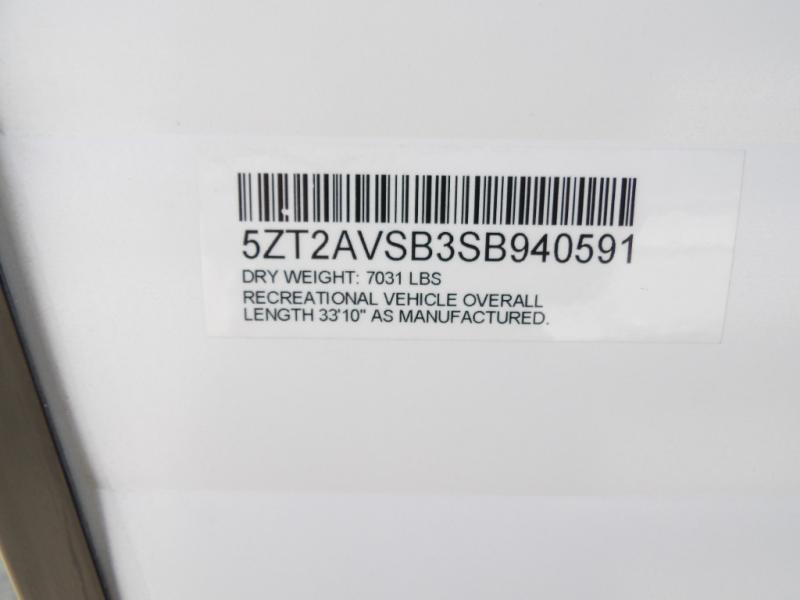 5ZT2AVSB3SB940591
DRY WEIGHT: 7031 LBS
RECREATIONAL VEHICLE OVERALL
LENGTH 33'10" AS MANUFACTURED.